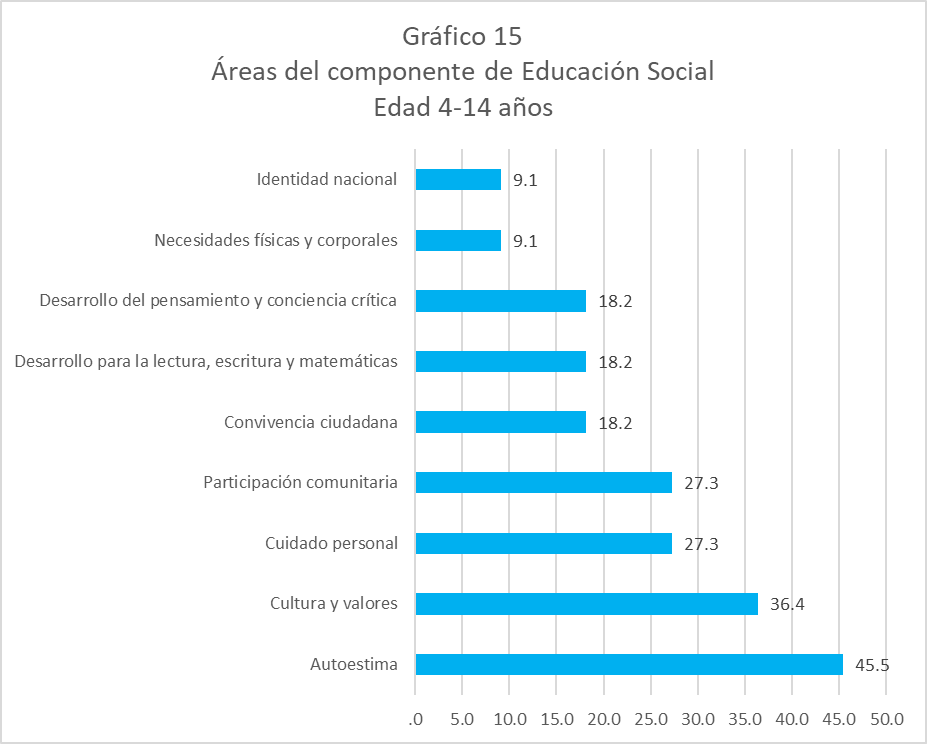 Gráfico 15
Áreas del componente de Educación Social
Edad 4-14 años
Identidad nacional 9.1
Necesidades físicas y corporales 9.1
Desarrollo del pensamiento y conciencia crítica 18.2
Desarrollo para la lectura, escritura y matemáticas 18.2
Convivencia ciudadana 18.2
Participación comunitaria 27.3
Cuidado personal 27.3
Cultura y valores 36.4
Autoestima 45.5
.0 5.0 10.0 15.0 20.0 25.0 30.0 35.0 40.0 45.0 50.0